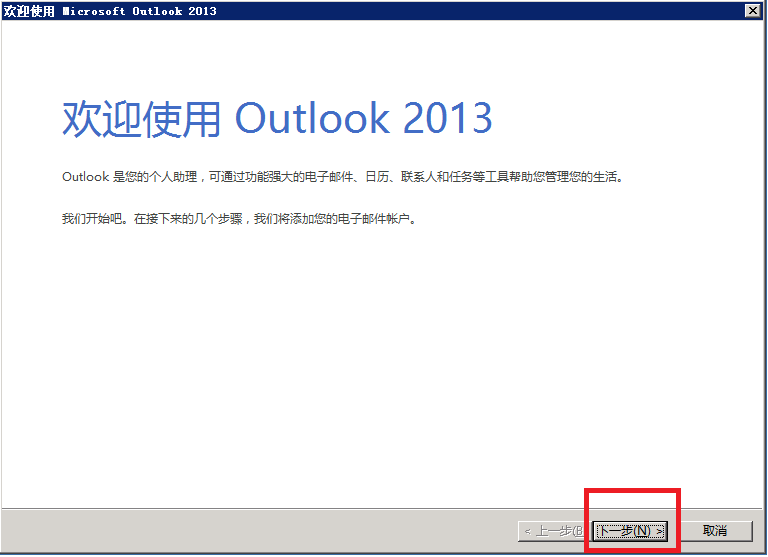 欢迎使用 Microsoft Outlook 2013
欢迎使用 Outlook 2013
Outlook 是您的个人助理，可通过功能强大的电子邮件、日历、联系人和任务等工具帮助您管理您的生活。
我们开始吧。在接下来的几个步骤，我们将添加您的电子邮件帐户。
< 上一步(B 下一步(N) > 取消